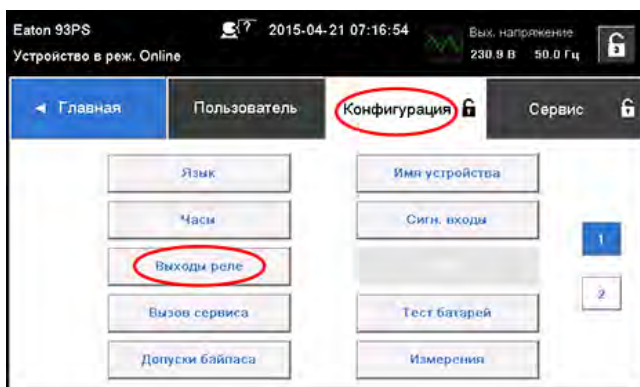 Eaton 93PS 2015-04-21 07:16:54 Вых. напряжение
Устройство в реж. Online 230.9 В 50.0 Гц
Главная Пользователь Конфигурация Сервис
Язык Имя устройства
Часы Сигн. входы
1
Выходы реле
2
Вызов сервиса Тест батарей
Допуски байпаса Измерения